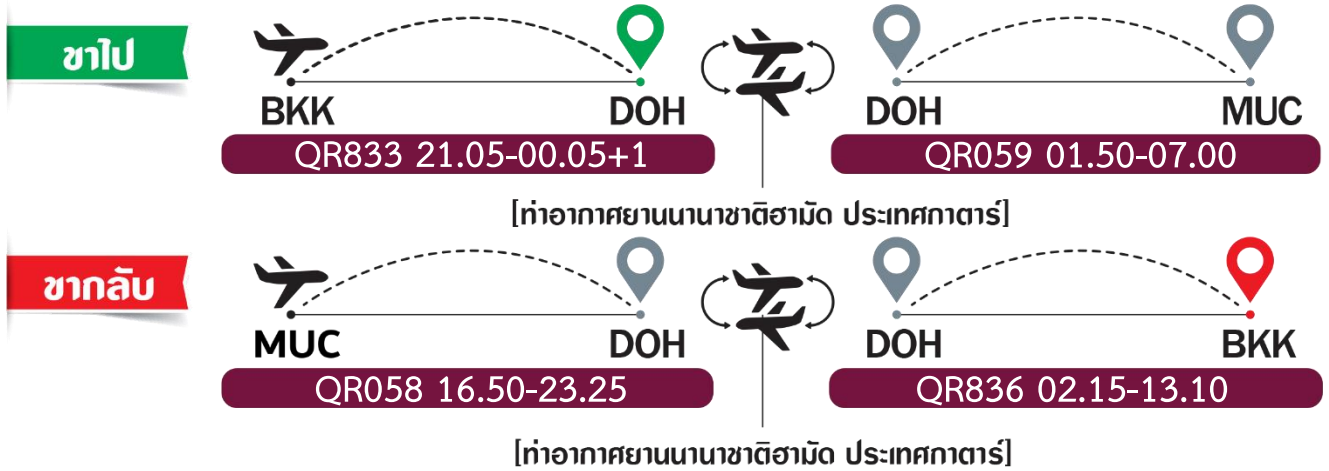 ขาไป
BKK DOH DOH MUC
QR833 21.05-00.05+1 QR059 01.50-07.00
[ท่าอากาศยานนานาชาติฮามัด ประเทศกาตาร์]
ขากลับ
MUC DOH DOH BKK
QR058 16.50-23.25 QR836 02.15-13.10
[ท่าอากาศยานนานาชาติฮามัด ประเทศกาตาร์]